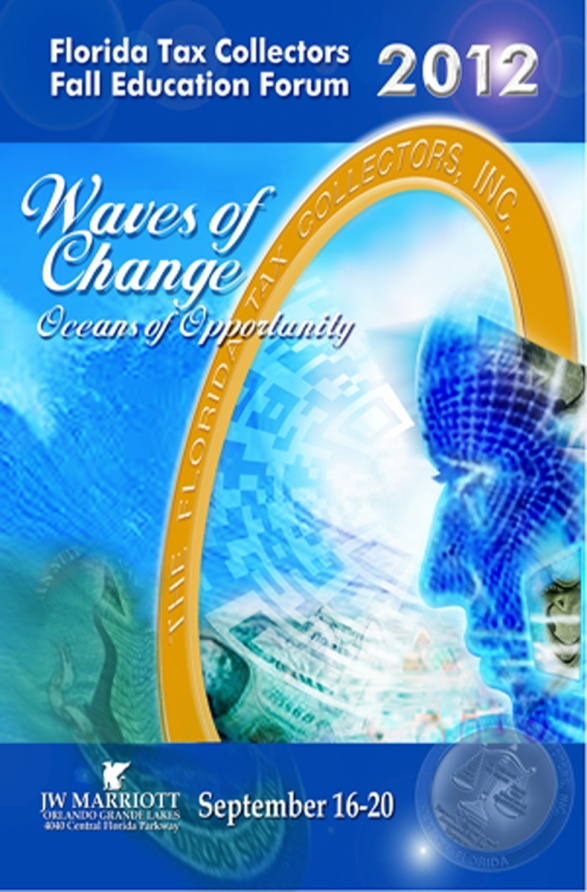 Florida Tax Collectors
Fall Education Forum
2012
THE FLORIDA TAX COLLECTORS, INC.
Waves of
Change
Oceans of Opportunity
JW MARRIOTT
ORLANDO GRANDE LAKES
4040 Central Florida Parkway
September 16-20
FLORIDA